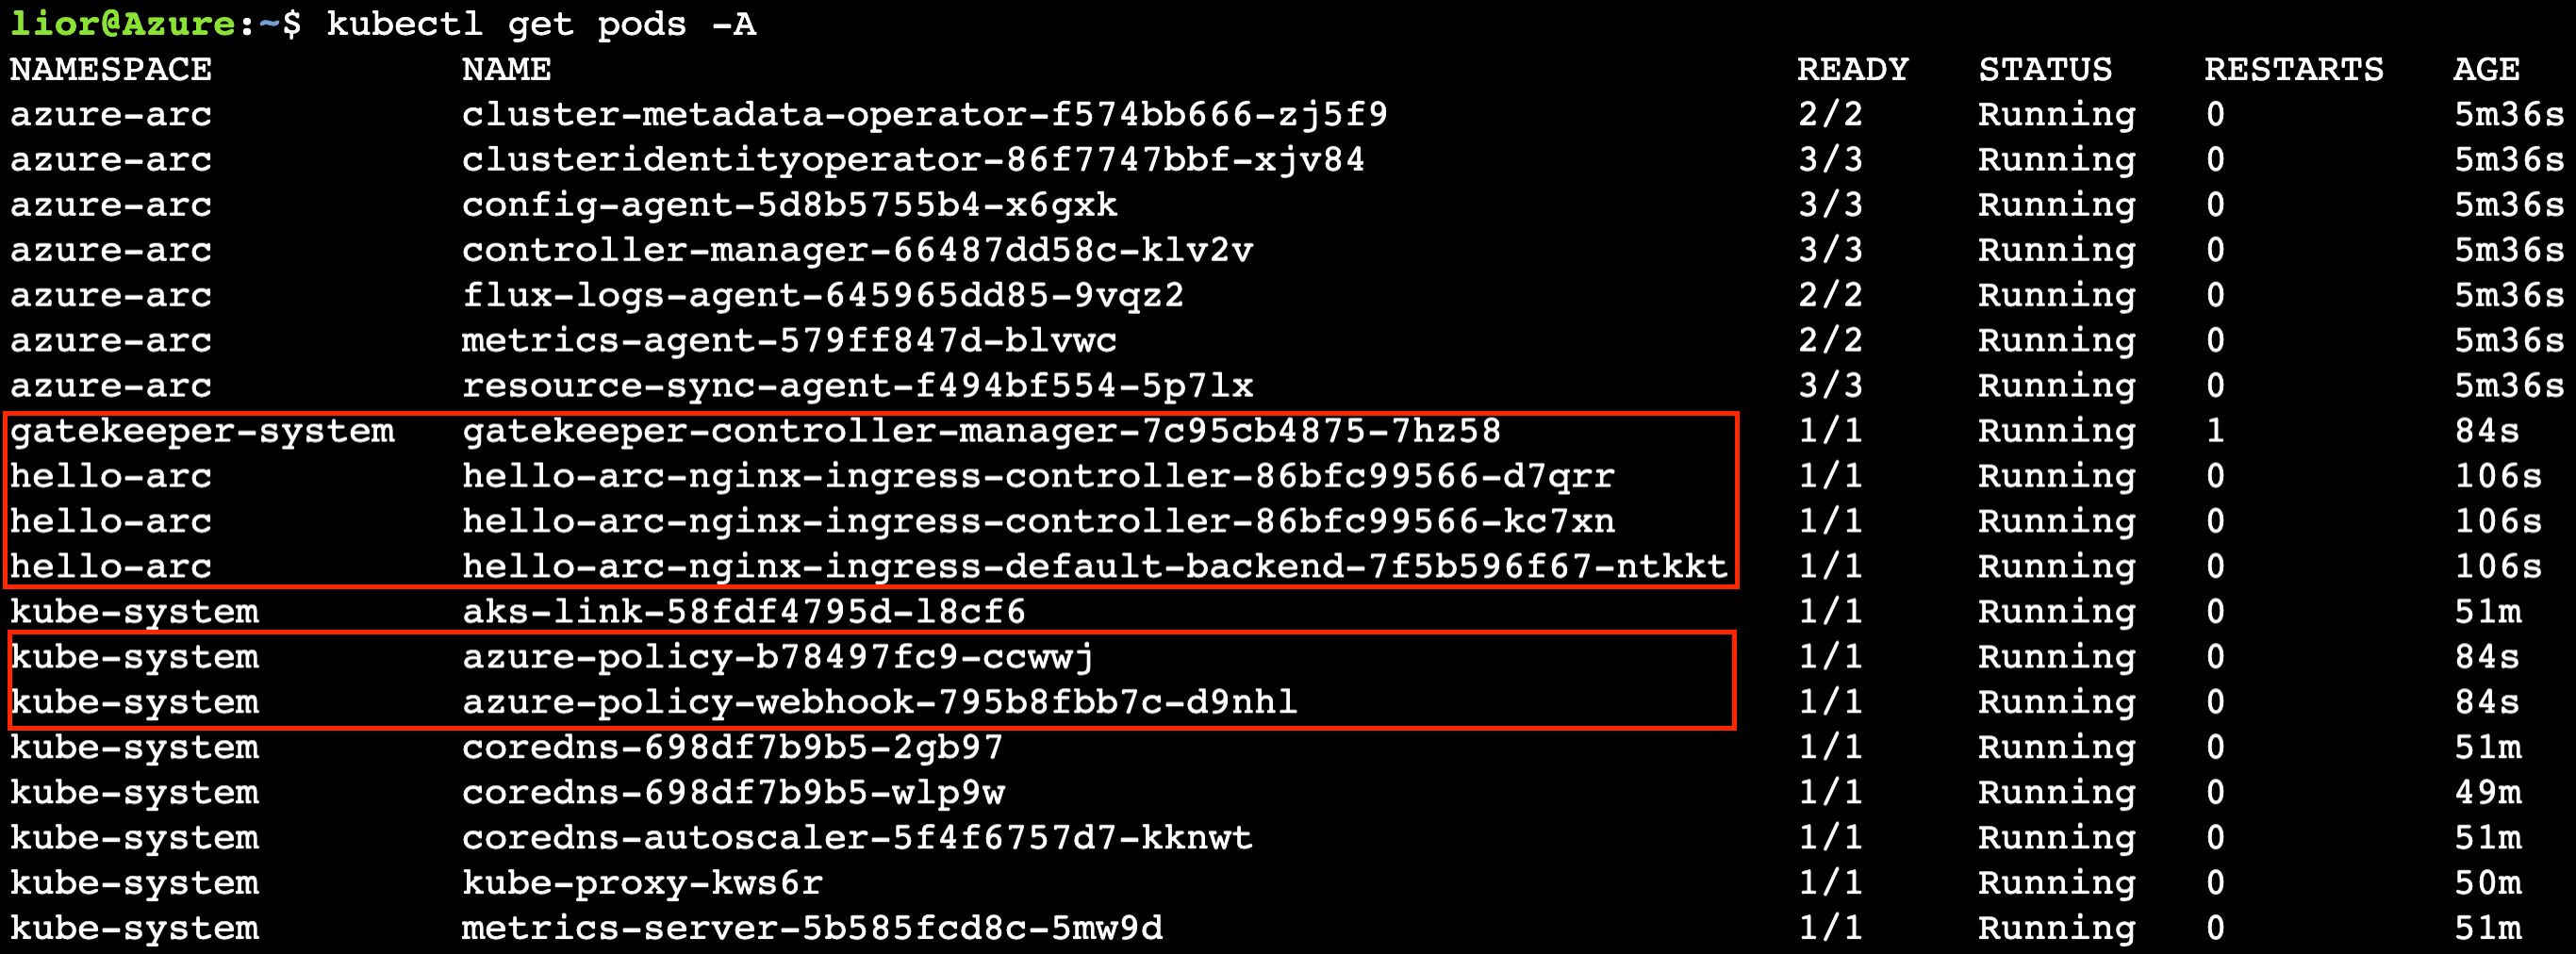 lior@Azure:~$ kubectl get pods -A
NAMESPACE NAME READY STATUS RESTARTS AGE
azure-arc cluster-metadata-operator-f574bb666-zj5f9 2/2 Running 0 5m36s
azure-arc clusteridentityoperator-86f7747bbf-xjv84 3/3 Running 0 5m36s
azure-arc config-agent-5d8b5755b4-x6gxk 3/3 Running 0 5m36s
azure-arc controller-manager-66487dd58c-klv2v 3/3 Running 0 5m36s
azure-arc flux-logs-agent-645965dd85-9vqz2 2/2 Running 0 5m36s
azure-arc metrics-agent-579ff847d-blvwc 2/2 Running 0 5m36s
azure-arc resource-sync-agent-f494bf554-5p7lx 3/3 Running 0 5m36s
gatekeeper-system gatekeeper-controller-manager-7c95cb4875-7hz58 1/1 Running 1 84s
hello-arc hello-arc-nginx-ingress-controller-86bfc99566-d7qrr 1/1 Running 0 106s
hello-arc hello-arc-nginx-ingress-controller-86bfc99566-kc7xn 1/1 Running 0 106s
hello-arc hello-arc-nginx-ingress-default-backend-7f5b596f67-ntkkt 1/1 Running 0 106s
kube-system aks-link-58fdf4795d-l8cf6 1/1 Running 0 51m
kube-system azure-policy-b78497fc9-ccwwj 1/1 Running 0 84s
kube-system azure-policy-webhook-795b8fbb7c-d9nhl 1/1 Running 0 84s
kube-system coredns-698df7b9b5-2gb97 1/1 Running 0 51m
kube-system coredns-698df7b9b5-wlp9w 1/1 Running 0 49m
kube-system coredns-autoscaler-5f4f6757d7-kknwt 1/1 Running 0 51m
kube-system kube-proxy-kws6r 1/1 Running 0 50m
kube-system metrics-server-5b585fcd8c-5mw9d 1/1 Running 0 51m